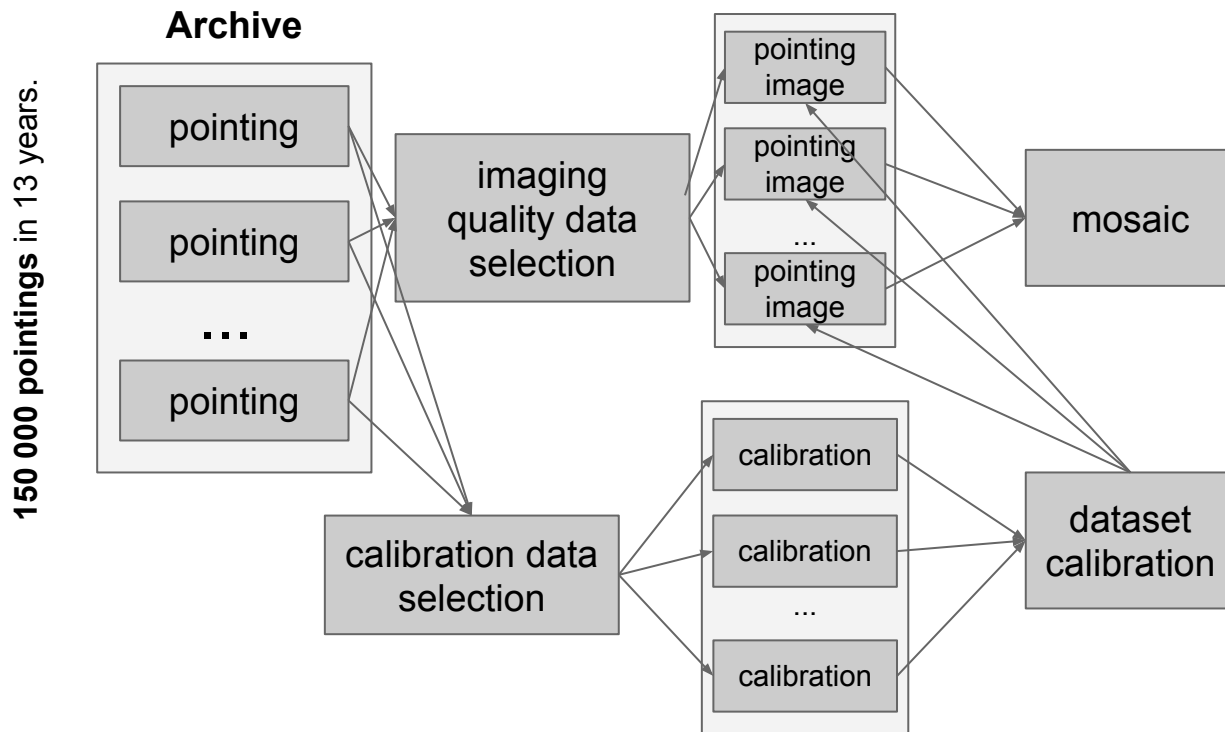 Archive
150 000 pointings in 13 years.
pointing
pointing
...
pointing
imaging
quality data
selection
pointing
image
pointing
image
...
pointing
image
mosaic
calibration data
selection
calibration
calibration
...
calibration
dataset
calibration